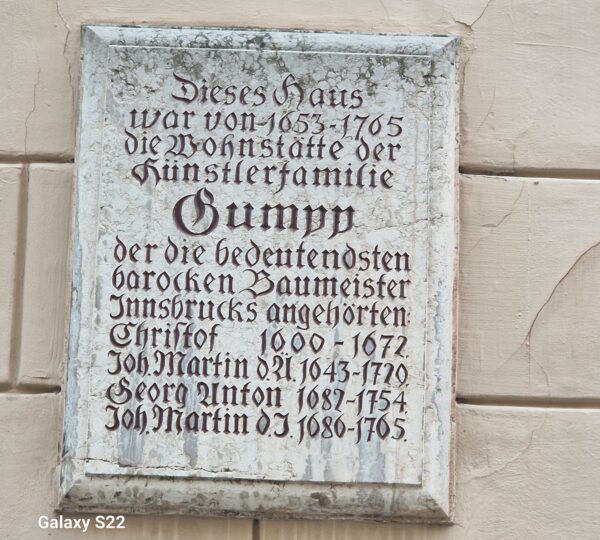 Dieses Haus
war von 1653-1765
die Wohnstätte der
Künstlerfamilie
Gumpp
der die bedeutendsten
barocken Baumeister
Innsbrucks angehörten:
Christof 1600-1672.
Joh. Martin d. Ä. 1643-1729.
Georg Anton 1682-1754.
Joh. Martin d. J. 1686-1765.
Galaxy S22